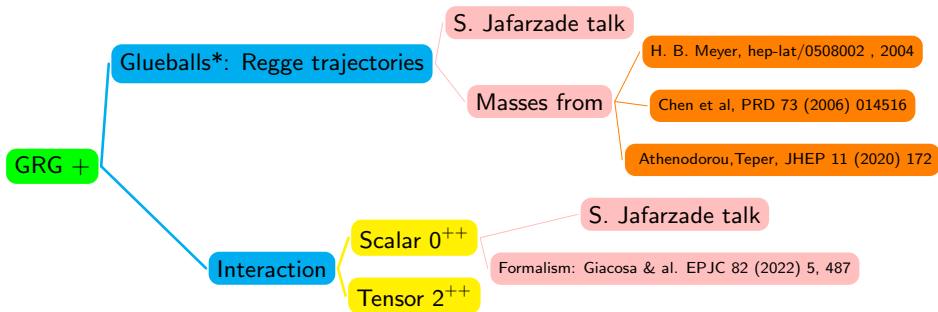 S. Jafarzade talk
Glueballs*: Regge trajectories
H. B. Meyer, hep-lat/0508002 , 2004
Masses from
Chen et al, PRD 73 (2006) 014516
Athenodorou,Teper, JHEP 11 (2020) 172
GRG +
S. Jafarzade talk
Scalar 0⁺⁺
Interaction
Formalism: Giacosa & al. EPJC 82 (2022) 5, 487
Tensor 2⁺⁺